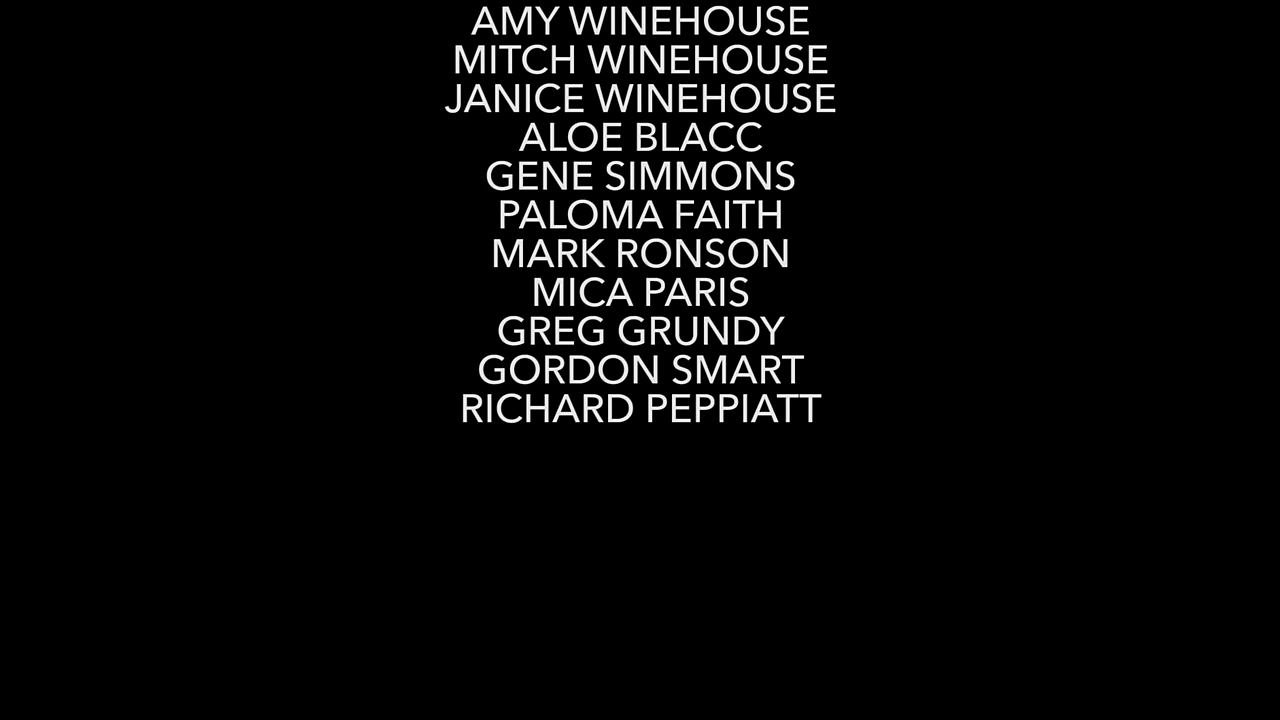 AMY WINEHOUSE
MITCH WINEHOUSE
JANICE WINEHOUSE
ALOE BLACC
GENE SIMMONS
PALOMA FAITH
MARK RONSON
MICA PARIS
GREG GRUNDY
GORDON SMART
RICHARD PEPPIATT